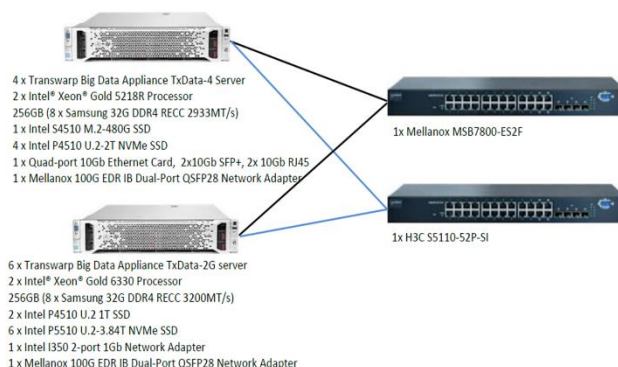 4 x Transwarp Big Data Appliance TxData-4 Server
2 x Intel® Xeon® Gold 5218R Processor
256GB (8 x Samsung 32G DDR4 RECC 2933MT/s)
1 x Intel S4510 M.2-480G SSD
4 x Intel P4510 U.2-2T NVMe SSD
1 x Quad-port 10Gb Ethernet Card, 2x10Gb SFP+, 2x 10Gb RJ45
1 x Mellanox 100G EDR IB Dual-Port QSFP28 Network Adapter
1x Mellanox MSB7800-ES2F
1x H3C S5110-52P-SI
6 x Transwarp Big Data Appliance TxData-2G server
2 x Intel® Xeon® Gold 6330 Processor
256GB (8 x Samsung 32G DDR4 RECC 3200MT/s)
2 x Intel P4510 U.2 1T SSD
6 x Intel P5510 U.2-3.84T NVMe SSD
1 x Intel I350 2-port 1Gb Network Adapter
1 x Mellanox 100G EDR IB Dual-Port QSFP28 Network Adapter